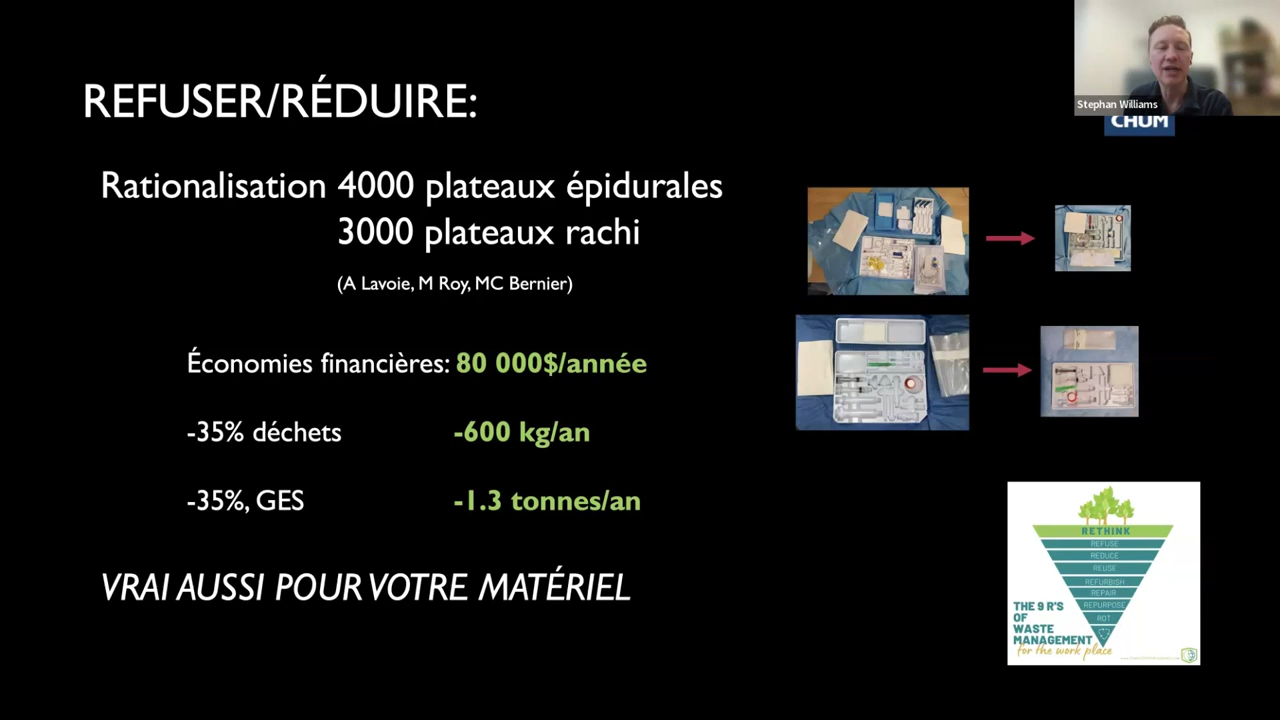 Stephan Williams
CHUM
REFUSER/RÉDUIRE:
Rationalisation 4000 plateaux épidurales
3000 plateaux rachi
(A Lavoie, M Roy, MC Bernier)
Économies financières: 80 000$/année
-35% déchets -600 kg/an
-35%, GES -1.3 tonnes/an
VRAI AUSSI POUR VOTRE MATÉRIEL
RETHINK
REFUSE
REDUCE
REUSE
REFURBISH
REPAIR
REPURPOSE
ROT
THE 9 R'S
OF
WASTE
MANAGEMENT
for the work place